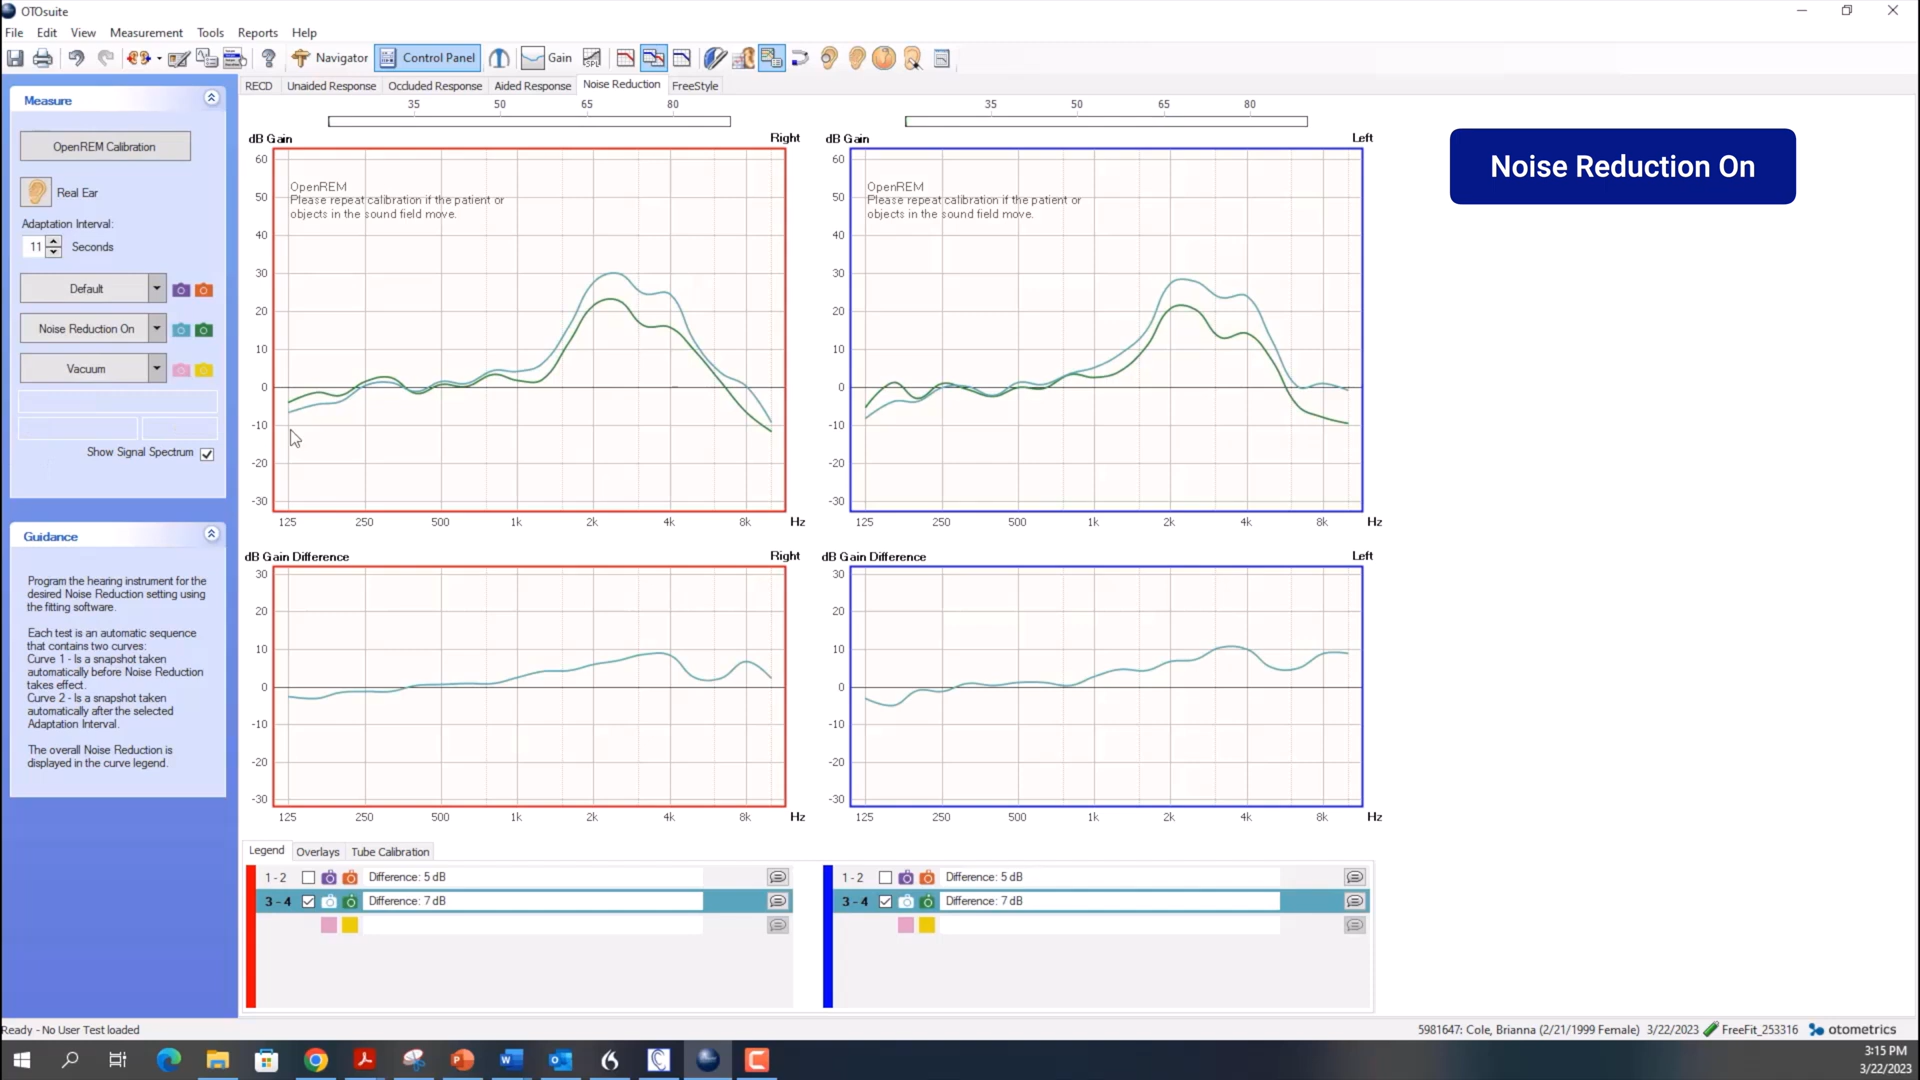 OTOsuite
File Edit View Measurement Tools Reports Help
Navigator Control Panel Gain SPL
RECD Unaided Response Occluded Response Aided Response Noise Reduction FreeStyle
Measure
OpenREM Calibration
Real Ear
Adaptation Interval:
11 Seconds
Default
Noise Reduction On
Vacuum
Show Signal Spectrum
Guidance
Program the hearing instrument for the
desired Noise Reduction setting using
the fitting software.
Each test is an automatic sequence
that contains two curves:
Curve 1 - Is a snapshot taken
automatically before Noise Reduction
takes effect.
Curve 2 - Is a snapshot taken
automatically after the selected
Adaptation Interval.
The overall Noise Reduction is
displayed in the curve legend.
35 50 65 80
dB Gain Right
60
50
40
30
20
10
0
-10
-20
-30
OpenREM
Please repeat calibration if the patient or
objects in the sound field move.
125 250 500 1k 2k 4k 8k Hz
35 50 65 80
dB Gain Left
60
50
40
30
20
10
0
-10
-20
-30
OpenREM
Please repeat calibration if the patient or
objects in the sound field move.
125 250 500 1k 2k 4k 8k Hz
Noise Reduction On
dB Gain Difference Right
30
20
10
0
-10
-20
-30
125 250 500 1k 2k 4k 8k Hz
dB Gain Difference Left
30
20
10
0
-10
-20
-30
125 250 500 1k 2k 4k 8k Hz
Legend Overlays Tube Calibration
1 - 2 Difference: 5 dB
3 - 4 Difference: 7 dB
1 - 2 Difference: 5 dB
3 - 4 Difference: 7 dB
Ready - No User Test loaded
5981647: Cole, Brianna (2/21/1999 Female) 3/22/2023 FreeFit_253316 otometrics
3:15 PM
3/22/2023